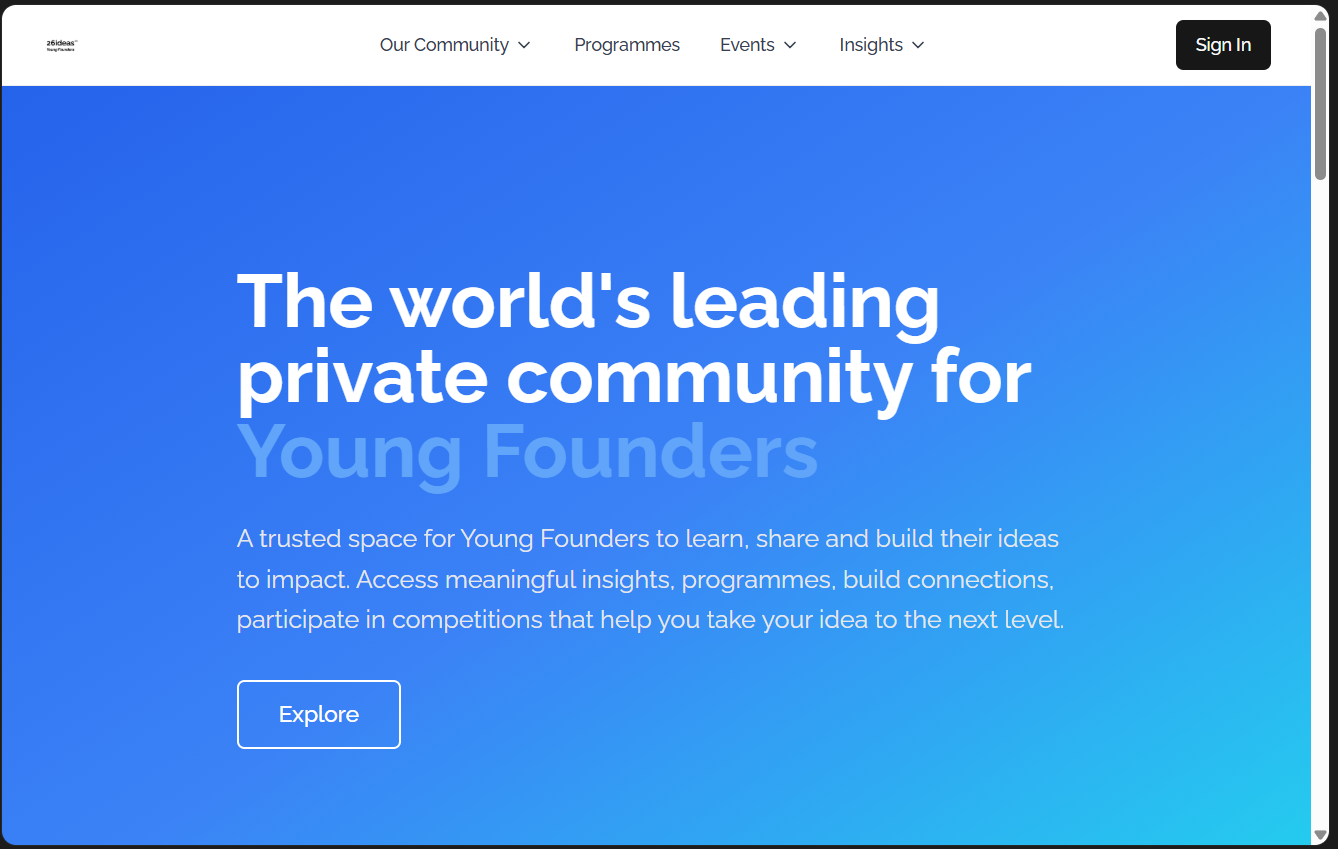 26ideas™
Young Founders
Our Community
Programmes
Events
Insights
Sign In
The world's leading
private community for
Young Founders
A trusted space for Young Founders to learn, share and build their ideas
to impact. Access meaningful insights, programmes, build connections,
participate in competitions that help you take your idea to the next level.
Explore